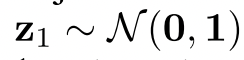 z₁ ∼ 𝒩(0, 1)